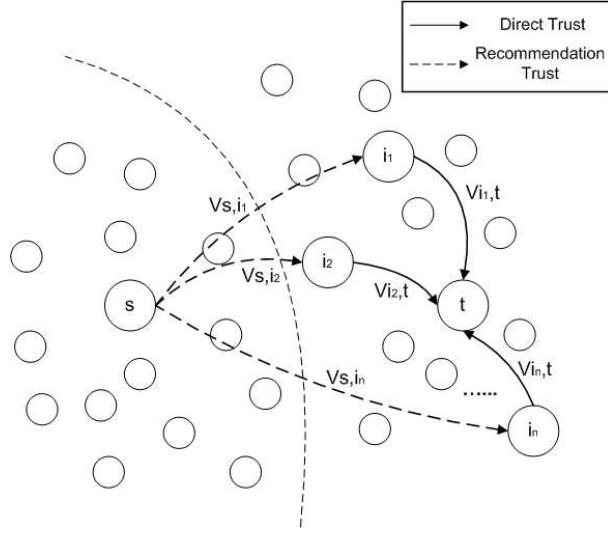 Direct Trust
Recommendation
Trust
i₁
Vi₁,t
Vs,i₁
i₂
Vs,i₂
Vi₂,t
s
t
Vs,iₙ
Viₙ,t
......
iₙ